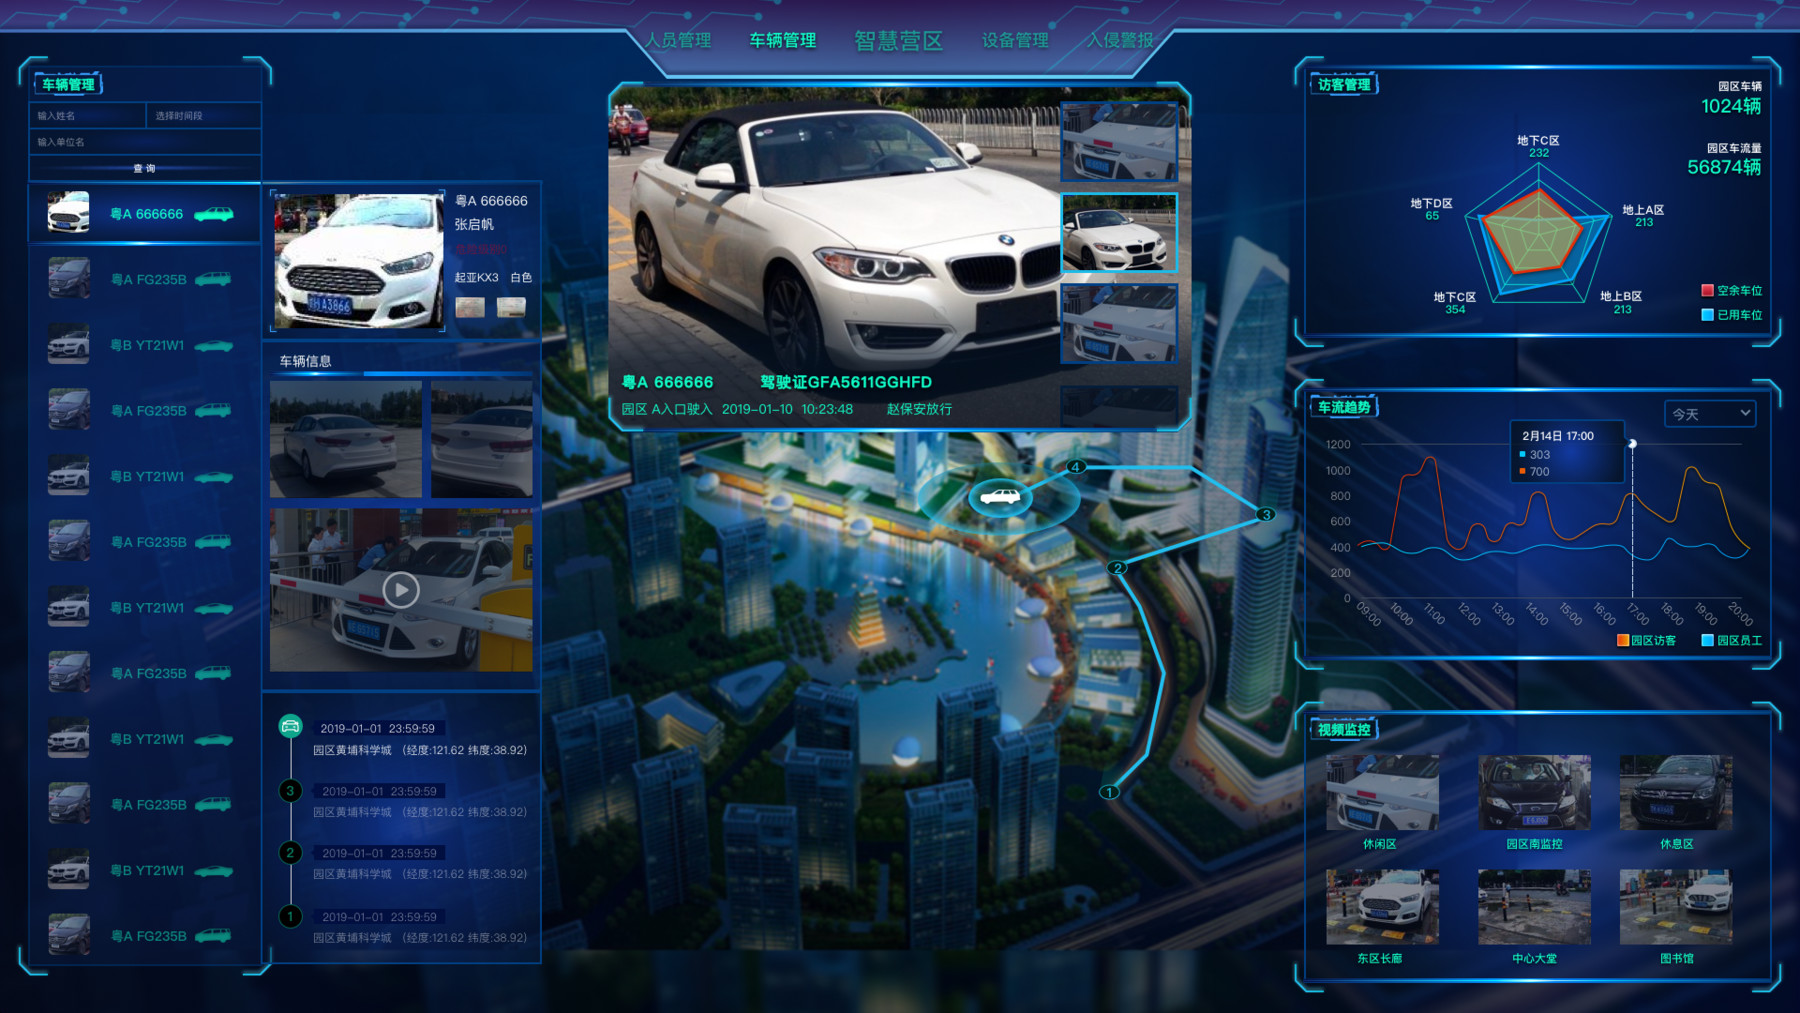 人员管理
车辆管理
智慧营区
设备管理
入侵警报
车辆管理
输入姓名
选择时间段
输入单位名
查 询
粤A 666666
粤A FG235B
粤B YT21W1
粤A FG235B
粤B YT21W1
粤A FG235B
粤B YT21W1
粤A FG235B
粤B YT21W1
粤A FG235B
粤B YT21W1
粤A FG235B
粤A 666666
张启帆
起亚KX3 白色
车辆信息
2019-01-01 23:59:59
园区黄埔科学城 (经度:121.62 纬度:38.92)
3
2019-01-01 23:59:59
园区黄埔科学城 (经度:121.62 纬度:38.92)
2
2019-01-01 23:59:59
园区黄埔科学城 (经度:121.62 纬度:38.92)
1
2019-01-01 23:59:59
园区黄埔科学城 (经度:121.62 纬度:38.92)
粤A 666666 驾驶证GFA5611GGHFD
园区 A入口驶入 2019-01-10 10:23:48 赵保安放行
4
3
2
1
访客管理
园区车辆
1024辆
园区车流量
56874辆
地下C区
232
地下D区
65
地上A区
213
地下C区
354
地上B区
213
空余车位
已用车位
车流趋势
今天
2月14日 17:00
303
700
1200
1000
800
600
400
200
0
09:00
10:00
11:00
12:00
13:00
14:00
15:00
16:00
17:00
18:00
19:00
20:00
园区访客
园区员工
视频监控
休闲区
园区南监控
休息区
东区长廊
中心大堂
图书馆